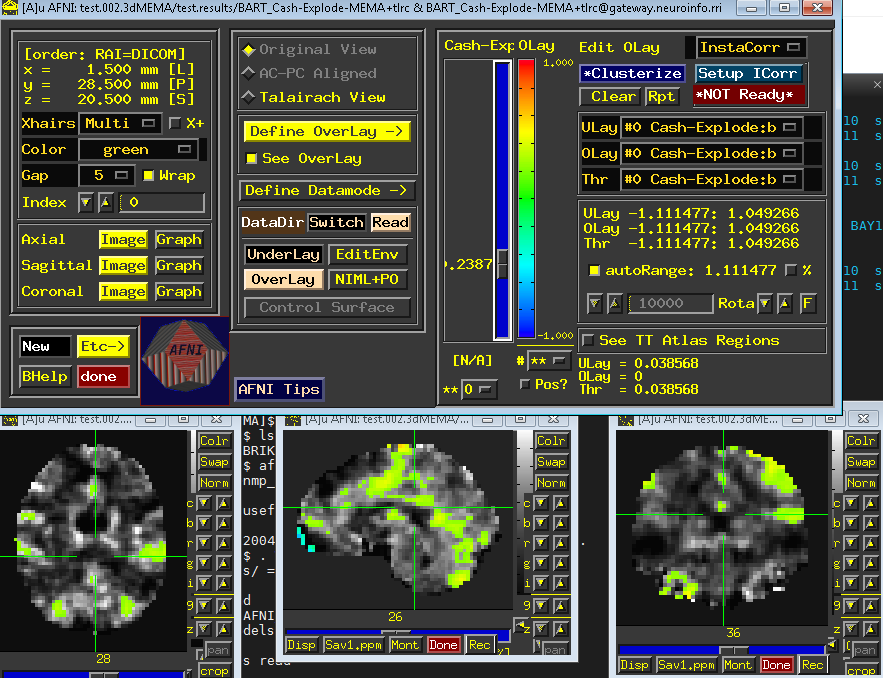 [A]u AFNI: test.002.3dMEMA/test.results/BART_Cash-Explode-MEMA+tlrc & BART_Cash-Explode-MEMA+tlrc@gateway.neuroinfo.rri
[order: RAI=DICOM]
x = 1.500 mm [L]
y = 28.500 mm [P]
z = 20.500 mm [S]
Xhairs Multi X+
Color green
Gap 5 Wrap
Index 0
Axial Image Graph
Sagittal Image Graph
Coronal Image Graph
New Etc->
BHelp done
AFNI
Original View
AC-PC Aligned
Talairach View
Define OverLay ->
See OverLay
Define Datamode ->
DataDir Switch Read
UnderLay EditEnv
OverLay NIML+PO
Control Surface
AFNI Tips
Cash-Exp OLay
1.000
.2387
-1.000
[N/A] # **
** 0 Pos?
Edit OLay InstaCorr
*Clusterize Setup ICorr
Clear Rpt *NOT Ready*
ULay #0 Cash-Explode:b
OLay #0 Cash-Explode:b
Thr #0 Cash-Explode:b
ULay -1.111477: 1.049266
OLay -1.111477: 1.049266
Thr -1.111477: 1.049266
autoRange: 1.111477 %
10000 Rota F
See TT Atlas Regions
ULay = 0.038568
OLay = 0
Thr = 0.038568
10 s
11 s
10 s
11 s
BAY1
10 s
11 s
[A]u AFNI: test.002....
Colr
Swap
Norm
c
b
r
g
i
9
z
pan
crop
28
MA]$
$ ls
BRIK
$ af
nmp_
usef
2004
$ .
s/ =
d
AFNI
dels
s read
[A]u AFNI: test.002.3dMEMA/...
Colr
Swap
Norm
c
b
r
g
i
9
z
pan
26
Disp Sav1.ppm Mont Done Rec
[A]u AFNI: test.002.3dME...
Colr
Swap
Norm
c
b
r
g
i
9
z
pan
crop
36
Disp Sav1.ppm Mont Done Rec